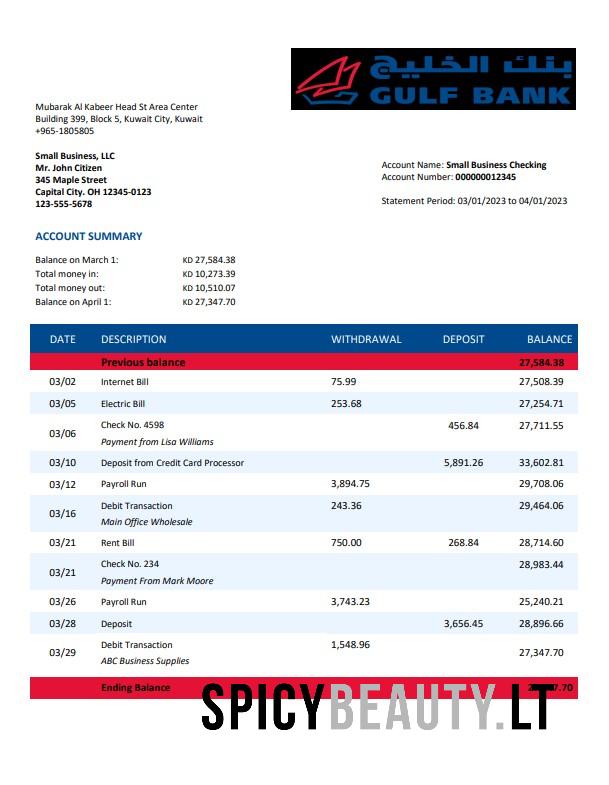 بنك الخليج
GULF BANK
Mubarak Al Kabeer Head St Area Center
Building 399, Block 5, Kuwait City, Kuwait
+965-1805805
Small Business, LLC
Mr. John Citizen
345 Maple Street
Capital City. OH 12345-0123
123-555-5678
Account Name: Small Business Checking
Account Number: 000000012345
Statement Period: 03/01/2023 to 04/01/2023
ACCOUNT SUMMARY
Balance on March 1: KD 27,584.38
Total money in: KD 10,273.39
Total money out: KD 10,510.07
Balance on April 1: KD 27,347.70
DATE DESCRIPTION WITHDRAWAL DEPOSIT BALANCE
Previous balance 27,584.38
03/02 Internet Bill 75.99 27,508.39
03/05 Electric Bill 253.68 27,254.71
03/06 Check No. 4598 456.84 27,711.55
Payment from Lisa Williams
03/10 Deposit from Credit Card Processor 5,891.26 33,602.81
03/12 Payroll Run 3,894.75 29,708.06
03/16 Debit Transaction 243.36 29,464.06
Main Office Wholesale
03/21 Rent Bill 750.00 268.84 28,714.60
03/21 Check No. 234 28,983.44
Payment From Mark Moore
03/26 Payroll Run 3,743.23 25,240.21
03/28 Deposit 3,656.45 28,896.66
03/29 Debit Transaction 1,548.96 27,347.70
ABC Business Supplies
Ending Balance
SPICYBEAUTY.LT